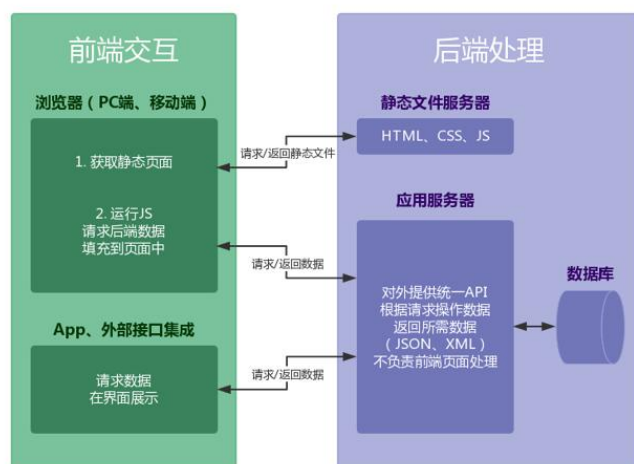 前端交互
浏览器（PC端、移动端）
1. 获取静态页面
2. 运行JS
请求后端数据
填充到页面中
App、外部接口集成
请求数据
在界面展示
请求/返回静态文件
请求/返回数据
请求/返回数据
后端处理
静态文件服务器
HTML、CSS、JS
应用服务器
对外提供统一API
根据请求操作数据
返回所需数据
（JSON、XML）
不负责前端页面处理
数据库